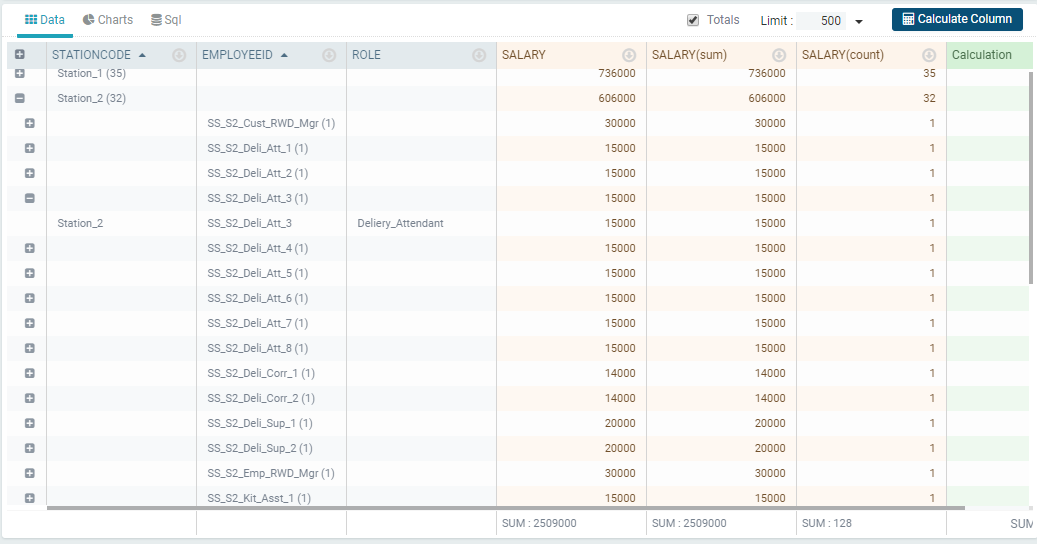 Data Charts Sql Totals Limit : 500 Calculate Column
STATIONCODE EMPLOYEEID ROLE SALARY SALARY(sum) SALARY(count) Calculation
Station_1 (35) 736000 736000 35
Station_2 (32) 606000 606000 32
SS_S2_Cust_RWD_Mgr (1) 30000 30000 1
SS_S2_Deli_Att_1 (1) 15000 15000 1
SS_S2_Deli_Att_2 (1) 15000 15000 1
SS_S2_Deli_Att_3 (1) 15000 15000 1
Station_2 SS_S2_Deli_Att_3 Deliery_Attendant 15000 15000 1
SS_S2_Deli_Att_4 (1) 15000 15000 1
SS_S2_Deli_Att_5 (1) 15000 15000 1
SS_S2_Deli_Att_6 (1) 15000 15000 1
SS_S2_Deli_Att_7 (1) 15000 15000 1
SS_S2_Deli_Att_8 (1) 15000 15000 1
SS_S2_Deli_Corr_1 (1) 14000 14000 1
SS_S2_Deli_Corr_2 (1) 14000 14000 1
SS_S2_Deli_Sup_1 (1) 20000 20000 1
SS_S2_Deli_Sup_2 (1) 20000 20000 1
SS_S2_Emp_RWD_Mgr (1) 30000 30000 1
SS_S2_Kit_Asst_1 (1) 15000 15000 1
SUM : 2509000 SUM : 2509000 SUM : 128 SUM